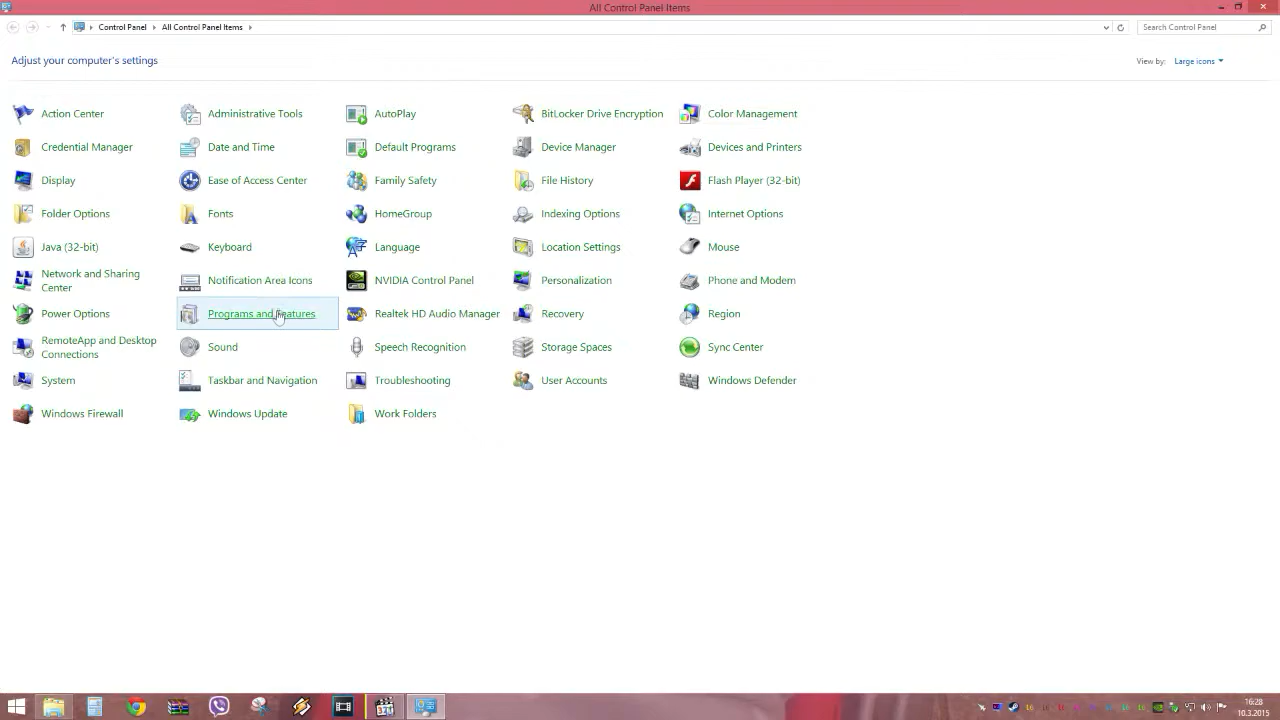 All Control Panel Items
Control Panel
All Control Panel Items
Search Control Panel
Adjust your computer's settings
View by:
Large icons
Action Center
Administrative Tools
AutoPlay
BitLocker Drive Encryption
Color Management
Credential Manager
Date and Time
Default Programs
Device Manager
Devices and Printers
Display
Ease of Access Center
Family Safety
File History
Flash Player (32-bit)
Folder Options
Fonts
HomeGroup
Indexing Options
Internet Options
Java (32-bit)
Keyboard
Language
Location Settings
Mouse
Network and Sharing
Center
Notification Area Icons
NVIDIA Control Panel
Personalization
Phone and Modem
Power Options
Programs and Features
Realtek HD Audio Manager
Recovery
Region
RemoteApp and Desktop
Connections
Sound
Speech Recognition
Storage Spaces
Sync Center
System
Taskbar and Navigation
Troubleshooting
User Accounts
Windows Defender
Windows Firewall
Windows Update
Work Folders
16:28
10.3.2015